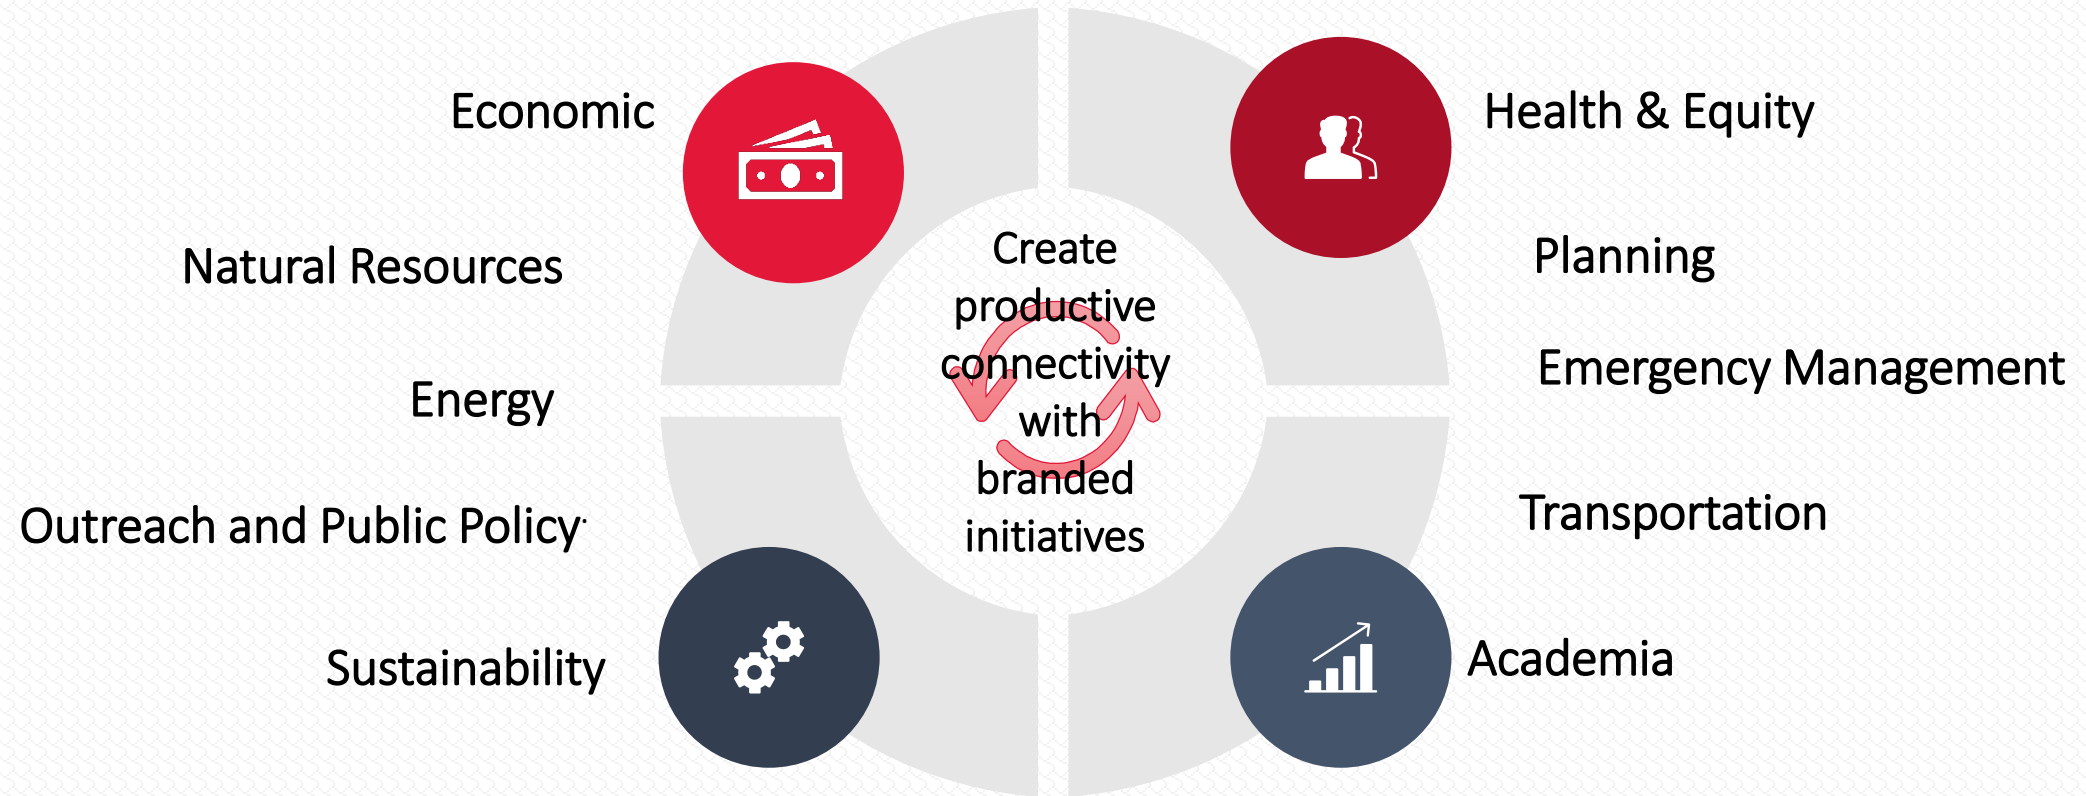 Economic
Health & Equity
Natural Resources
Planning
Energy
Emergency Management
Outreach and Public Policy.
Transportation
Sustainability
Academia
Create
productive
connectivity
with
branded
initiatives